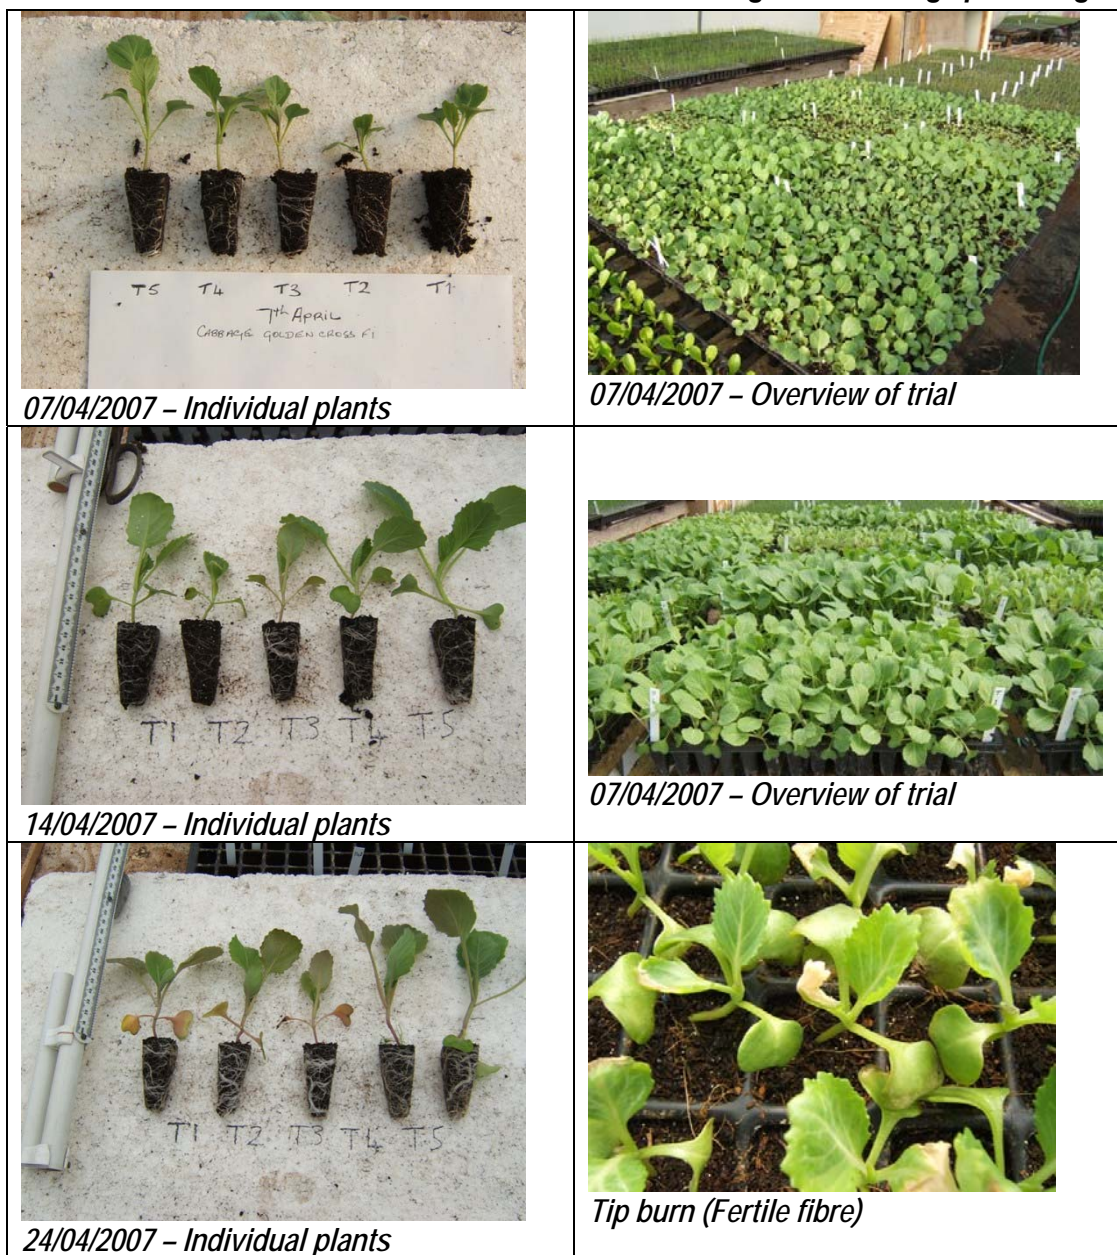 T5 T4 T3 T2 T1
7th APRIL
CABBAGE GOLDEN CROSS F1
07/04/2007 – Individual plants
07/04/2007 – Overview of trial
T1 T2 T3 T4 T5
14/04/2007 – Individual plants
07/04/2007 – Overview of trial
T1 T2 T3 T4 T5
24/04/2007 – Individual plants
Tip burn (Fertile fibre)